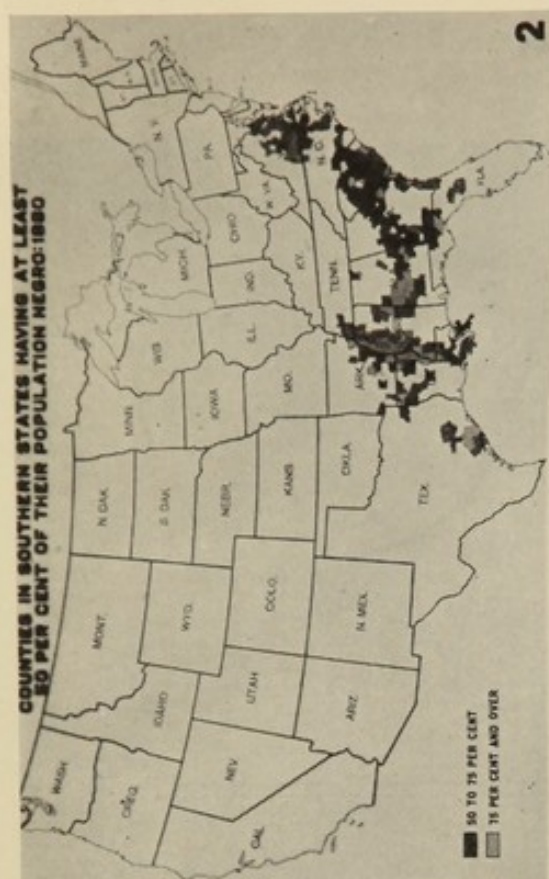 COUNTIES IN SOUTHERN STATES HAVING AT LEAST
50 PER CENT OF THEIR POPULATION NEGRO:1880
2
WASH
OREG.
CAL
NEV
IDAHO
MONT.
WYO.
UTAH
ARIZ
COLO.
N. MEX.
N. DAK.
S. DAK.
NEBR.
KANS
OKLA.
TEX.
MINN
IOWA
MO.
ARK.
WIS
ILL.
MICH
IND.
OHIO
KY.
TENN.
W. VA.
PA.
N. Y.
MAINE
N. C.
FLA
50 TO 75 PER CENT
75 PER CENT AND OVER